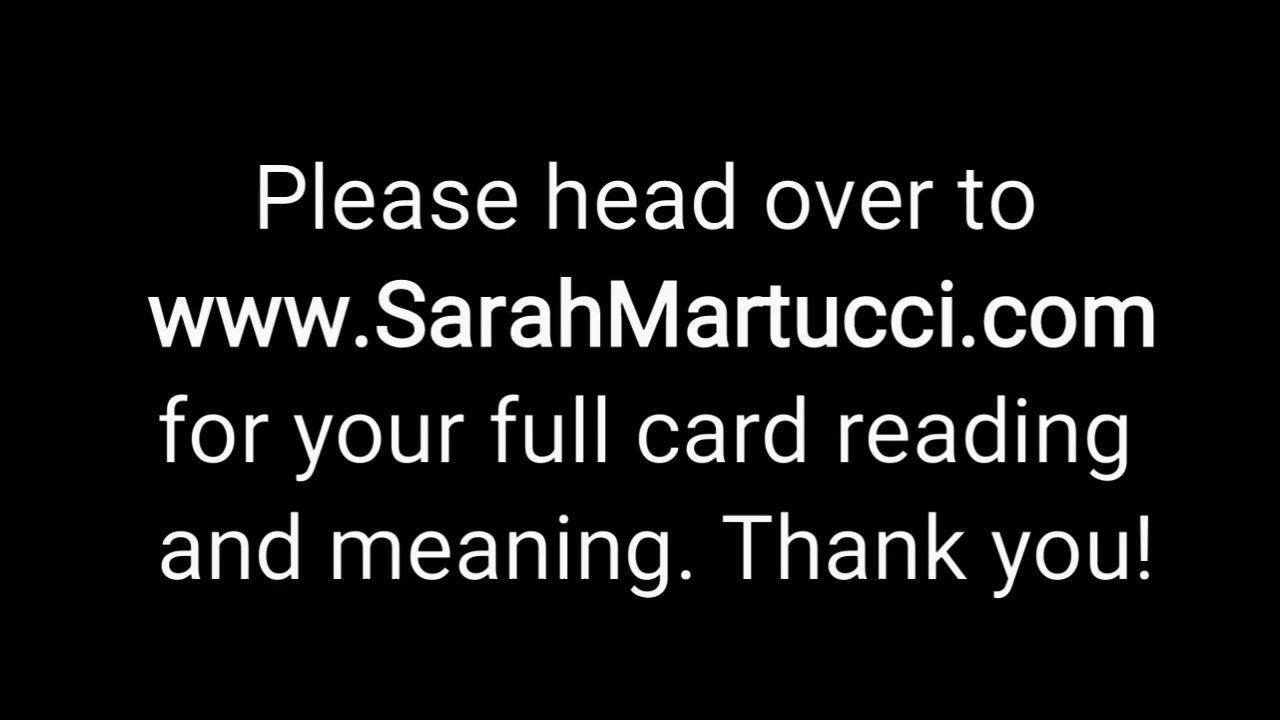 Please head over to
www.SarahMartucci.com
for your full card reading
and meaning. Thank you!